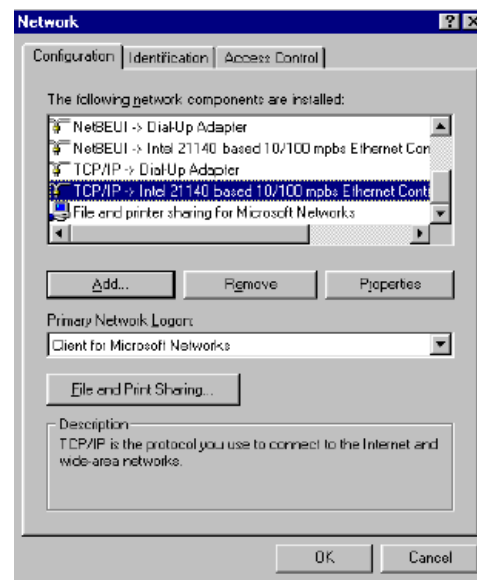 Network
Configuration Identification Access Control
The following network components are installed:
NetBEUI -> Dial-Up Adapter
NetBEUI -> Intel 21140 based 10/100 mpbs Ethernet Con
TCP/IP -> Dial-Up Adapter
TCP/IP -> Intel 21140 based 10/100 mpbs Ethernet Conti
File and printer sharing for Microsoft Networks
Add... Remove Properties
Primary Network Logon:
Client for Microsoft Networks
File and Print Sharing...
Description
TCP/IP is the protocol you use to connect to the Internet and
wide-area networks.
OK Cancel